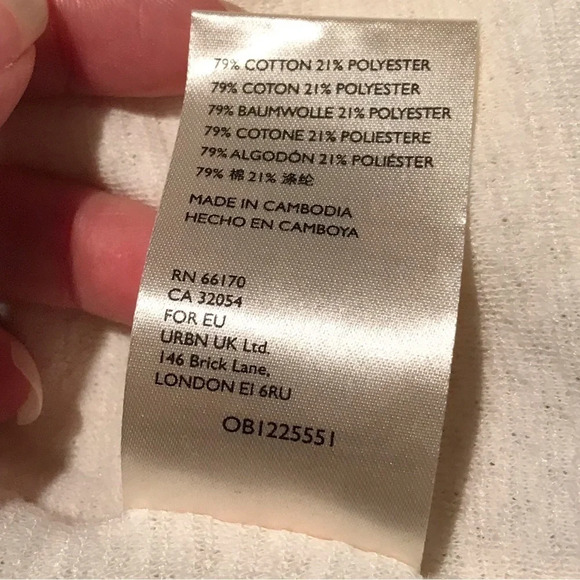 79% COTTON 21% POLYESTER
79% COTON 21% POLYESTER
79% BAUMWOLLE 21% POLYESTER
79% COTONE 21% POLIESTERE
79% ALGODÓN 21% POLIÉSTER
79% 棉 21% 涤纶
MADE IN CAMBODIA
HECHO EN CAMBOYA
RN 66170
CA 32054
FOR EU
URBN UK Ltd.
146 Brick Lane,
LONDON E1 6RU
OB1225551